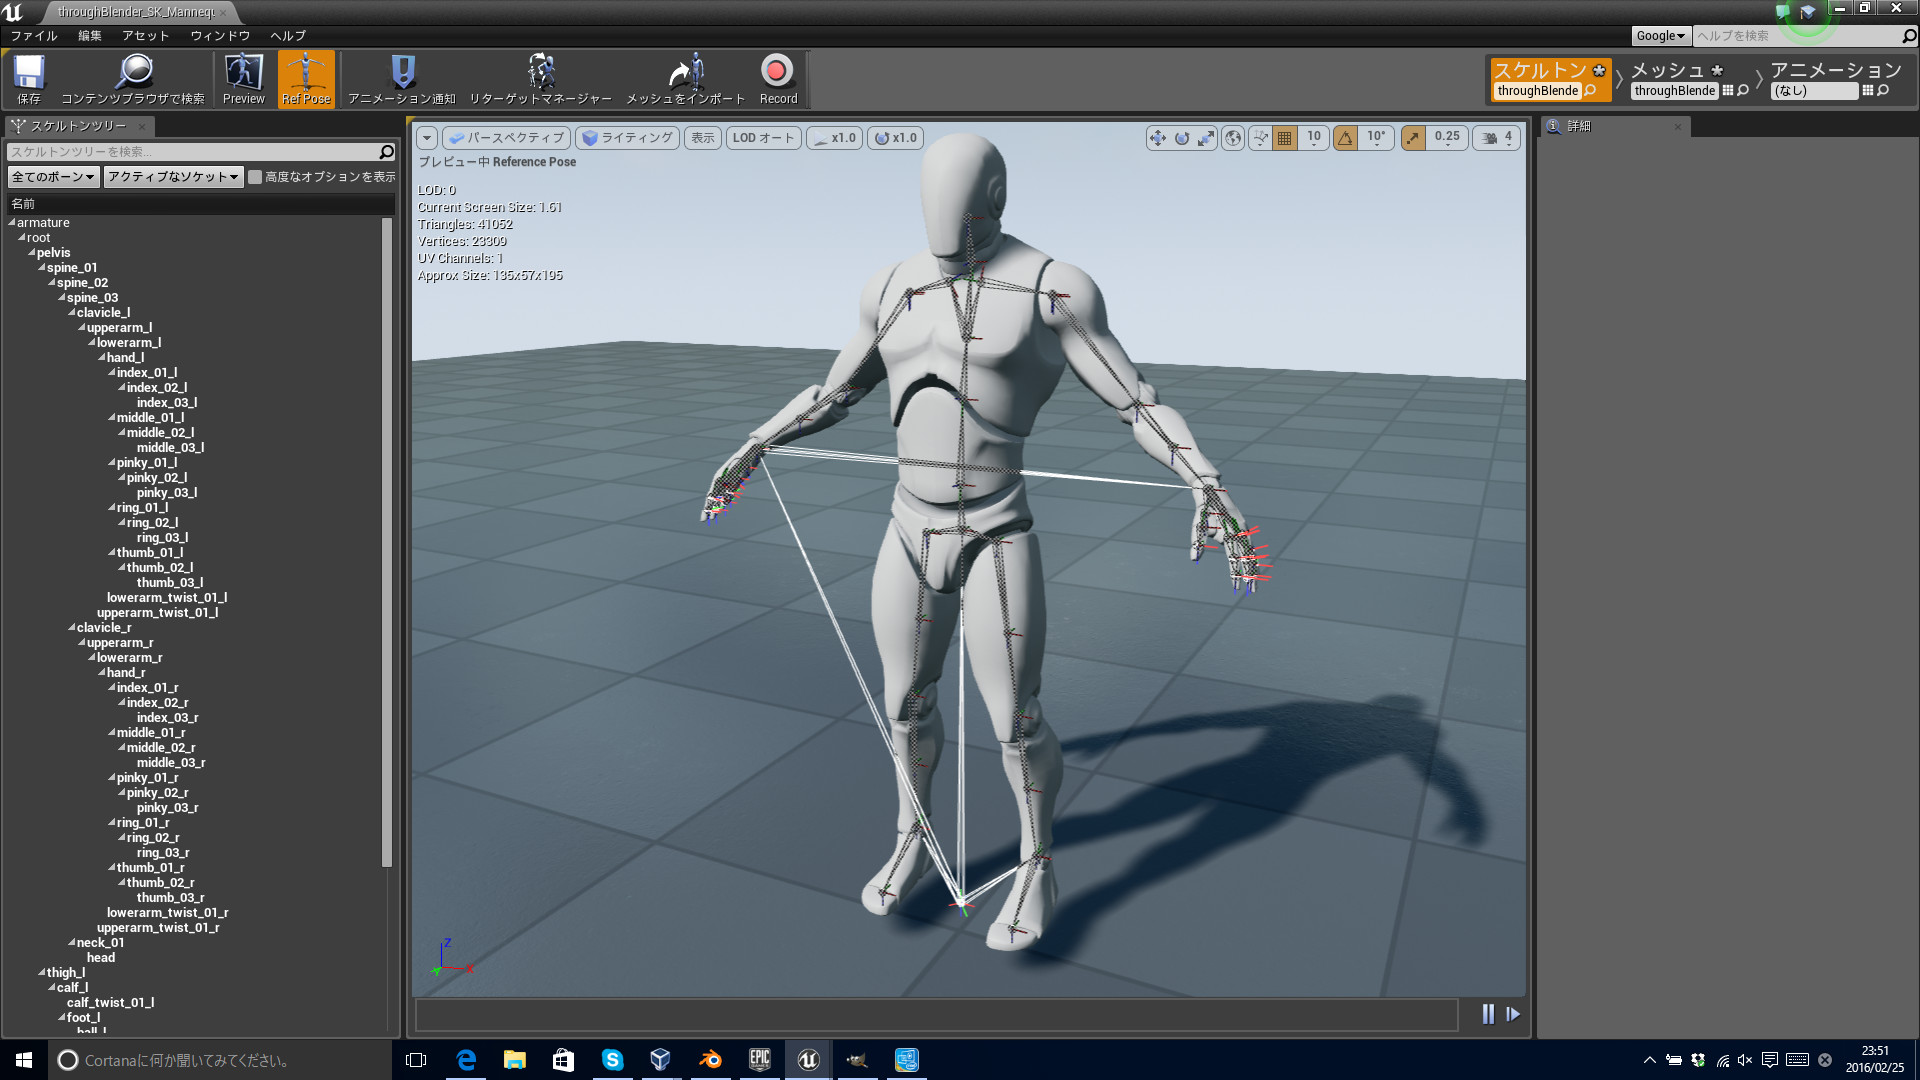 throughBlender_SK_Mannequ
ファイル 編集 アセット ウィンドウ ヘルプ
Google ヘルプを検索
保存 コンテンツブラウザで検索 Preview Ref Pose アニメーション通知 リターゲットマネージャー メッシュをインポート Record
スケルトン メッシュ アニメーション
throughBlende throughBlende (なし)
スケルトンツリー
スケルトンツリーを検索...
全てのボーン アクティブなソケット 高度なオプションを表示
名前
armature
root
pelvis
spine_01
spine_02
spine_03
clavicle_l
upperarm_l
lowerarm_l
hand_l
index_01_l
index_02_l
index_03_l
middle_01_l
middle_02_l
middle_03_l
pinky_01_l
pinky_02_l
pinky_03_l
ring_01_l
ring_02_l
ring_03_l
thumb_01_l
thumb_02_l
thumb_03_l
lowerarm_twist_01_l
upperarm_twist_01_l
clavicle_r
upperarm_r
lowerarm_r
hand_r
index_01_r
index_02_r
index_03_r
middle_01_r
middle_02_r
middle_03_r
pinky_01_r
pinky_02_r
pinky_03_r
ring_01_r
ring_02_r
ring_03_r
thumb_01_r
thumb_02_r
thumb_03_r
lowerarm_twist_01_r
upperarm_twist_01_r
neck_01
head
thigh_l
calf_l
calf_twist_01_l
foot_l
ball_l
パースペクティブ ライティング 表示 LOD オート x1.0 x1.0 10 10° 0.25 4
プレビュー中 Reference Pose
LOD: 0
Current Screen Size: 1.61
Triangles: 41052
Vertices: 23309
UV Channels: 1
Approx Size: 135x57x195
Z
Y X
詳細
Cortanaに何か聞いてみてください。
EPIC GAMES
23:51
2016/02/25